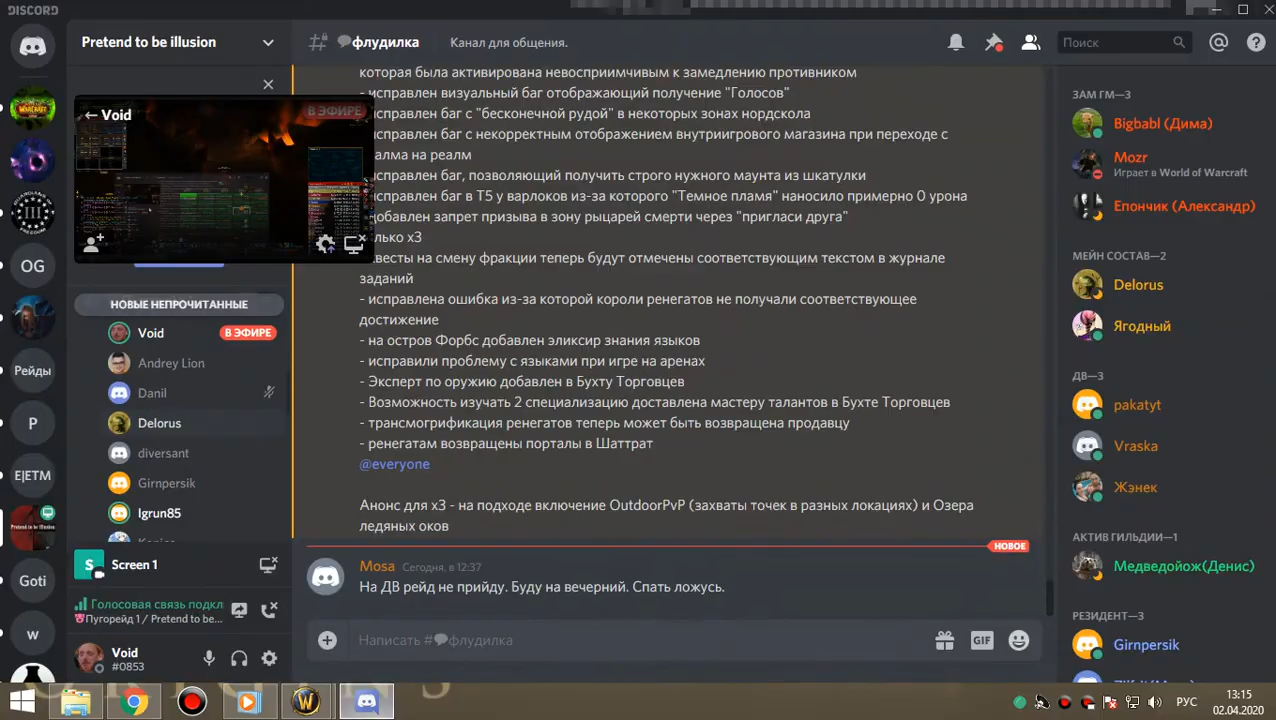 DISCORD
Pretend to be illusion
флудилка
Канал для общения.
Поиск
которая была активирована невосприимчивым к замедлению противником
- исправлен визуальный баг отображающий получение "Голосов"
исправлен баг с "бесконечной рудой" в некоторых зонах нордскола
исправлен баг с некорректным отображением внутриигрового магазина при переходе с
алма на реалм
исправлен баг, позволяющий получить строго нужного маунта из шкатулки
исправлен баг в Т5 у варлоков из-за которого "Темное пламя" наносило примерно 0 урона
обавлен запрет призыва в зону рыцарей смерти через "пригласи друга"
лько x3
весты на смену фракции теперь будут отмечены соответствующим текстом в журнале
заданий
- исправлена ошибка из-за которой короли ренегатов не получали соответствующее
достижение
- на остров Форбс добавлен эликсир знания языков
- исправили проблему с языками при игре на аренах
- Эксперт по оружию добавлен в Бухту Торговцев
- Возможность изучать 2 специализацию доставлена мастеру талантов в Бухте Торговцев
- трансмогрификация ренегатов теперь может быть возвращена продавцу
- ренегатам возвращены порталы в Шаттрат
@everyone
Анонс для x3 - на подходе включение OutdoorPvP (захваты точек в разных локациях) и Озера
ледяных оков
НОВОЕ
Mosa Сегодня, в 12:37
На ДВ рейд не прийду. Буду на вечерний. Спать ложусь.
Написать #флудилка
GIF
← Void
В ЭФИРЕ
НОВЫЕ НЕПРОЧИТАННЫЕ
Void
В ЭФИРЕ
Andrey Lion
Danil
Delorus
diversant
Girnpersik
Igrun85
S
Screen 1
Голосовая связь подкл
Пугорейд 1 / Pretend to be...
Void
#0853
OG
Рейды
P
E|ETM
Goti
w
ЗАМ ГМ—3
Bigbabl (Дима)
Mozr
Играет в World of Warcraft
Епончик (Александр)
МЕЙН СОСТАВ—2
Delorus
Ягодный
ДВ—3
pakatyt
Vraska
Жэнек
АКТИВ ГИЛЬДИИ—1
Медведойож(Денис)
РЕЗИДЕНТ—3
Girnpersik
РУС
13:15
02.04.2020